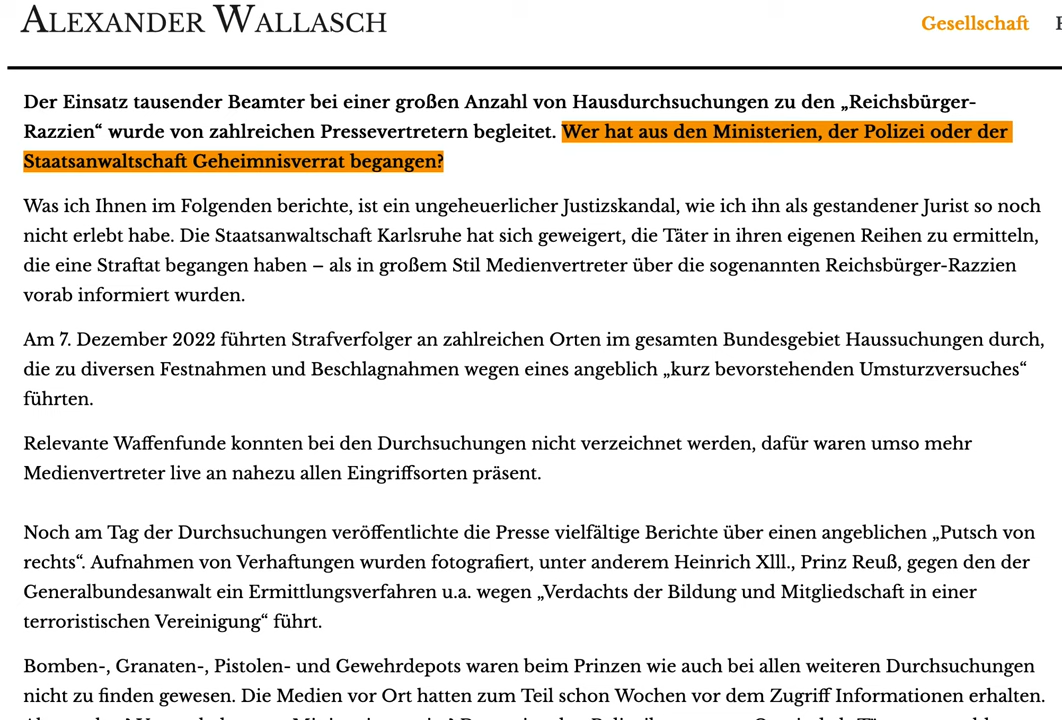 ALEXANDER WALLASCH
Gesellschaft
Der Einsatz tausender Beamter bei einer großen Anzahl von Hausdurchsuchungen zu den „Reichsbürger-
Razzien“ wurde von zahlreichen Pressevertretern begleitet. Wer hat aus den Ministerien, der Polizei oder der
Staatsanwaltschaft Geheimnisverrat begangen?
Was ich Ihnen im Folgenden berichte, ist ein ungeheuerlicher Justizskandal, wie ich ihn als gestandener Jurist so noch
nicht erlebt habe. Die Staatsanwaltschaft Karlsruhe hat sich geweigert, die Täter in ihren eigenen Reihen zu ermitteln,
die eine Straftat begangen haben – als in großem Stil Medienvertreter über die sogenannten Reichsbürger-Razzien
vorab informiert wurden.
Am 7. Dezember 2022 führten Strafverfolger an zahlreichen Orten im gesamten Bundesgebiet Haussuchungen durch,
die zu diversen Festnahmen und Beschlagnahmen wegen eines angeblich „kurz bevorstehenden Umsturzversuches“
führten.
Relevante Waffenfunde konnten bei den Durchsuchungen nicht verzeichnet werden, dafür waren umso mehr
Medienvertreter live an nahezu allen Eingriffsorten präsent.
Noch am Tag der Durchsuchungen veröffentlichte die Presse vielfältige Berichte über einen angeblichen „Putsch von
rechts“. Aufnahmen von Verhaftungen wurden fotografiert, unter anderem Heinrich Xlll., Prinz Reuß, gegen den der
Generalbundesanwalt ein Ermittlungsverfahren u.a. wegen „Verdachts der Bildung und Mitgliedschaft in einer
terroristischen Vereinigung“ führt.
Bomben-, Granaten-, Pistolen- und Gewehrdepots waren beim Prinzen wie auch bei allen weiteren Durchsuchungen
nicht zu finden gewesen. Die Medien vor Ort hatten zum Teil schon Wochen vor dem Zugriff Informationen erhalten.